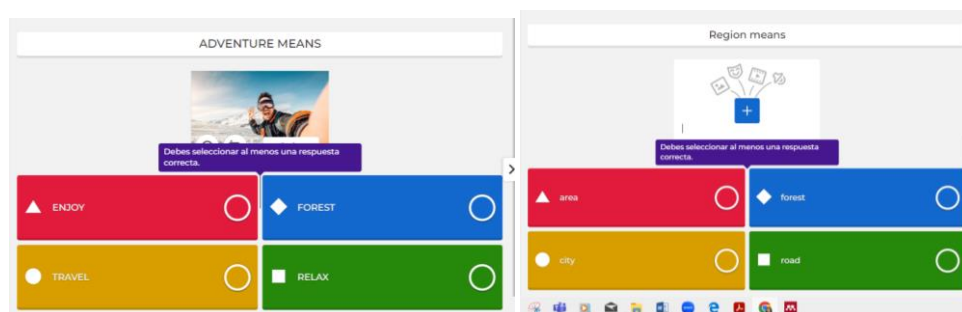 ADVENTURE MEANS
Debes seleccionar al menos una respuesta
correcta.
ENJOY
FOREST
TRAVEL
RELAX
Region means
Debes seleccionar al menos una respuesta
correcta.
area
forest
city
road